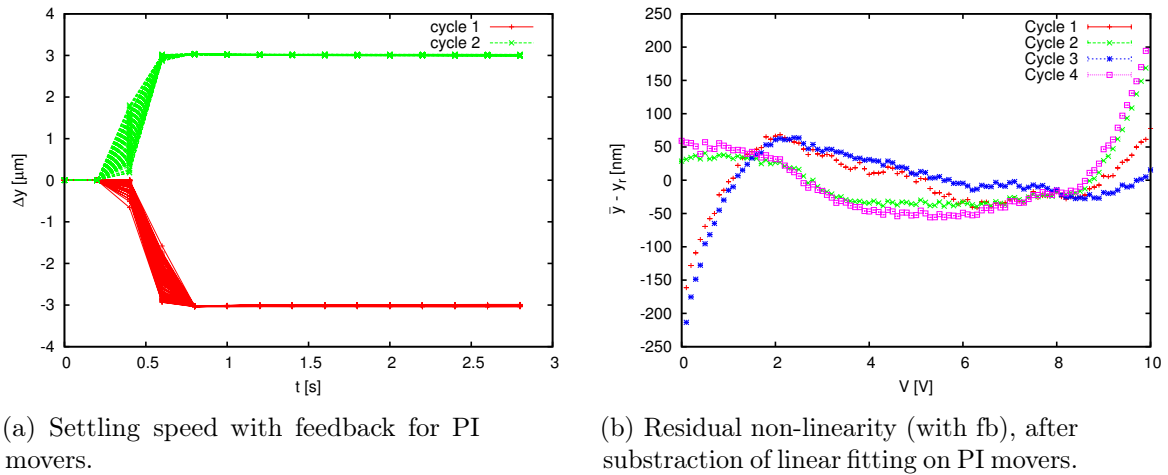 4
3
2
1
0
-1
-2
-3
-4
0
0.5
1
1.5
2
2.5
3
Δy [μm]
t [s]
cycle 1
cycle 2
250
200
150
100
50
0
-50
-100
-150
-200
-250
0
2
4
6
8
10
ȳ - yᵣ [nm]
V [V]
Cycle 1
Cycle 2
Cycle 3
Cycle 4
(a) Settling speed with feedback for PI
movers.
(b) Residual non-linearity (with fb), after
substraction of linear fitting on PI movers.